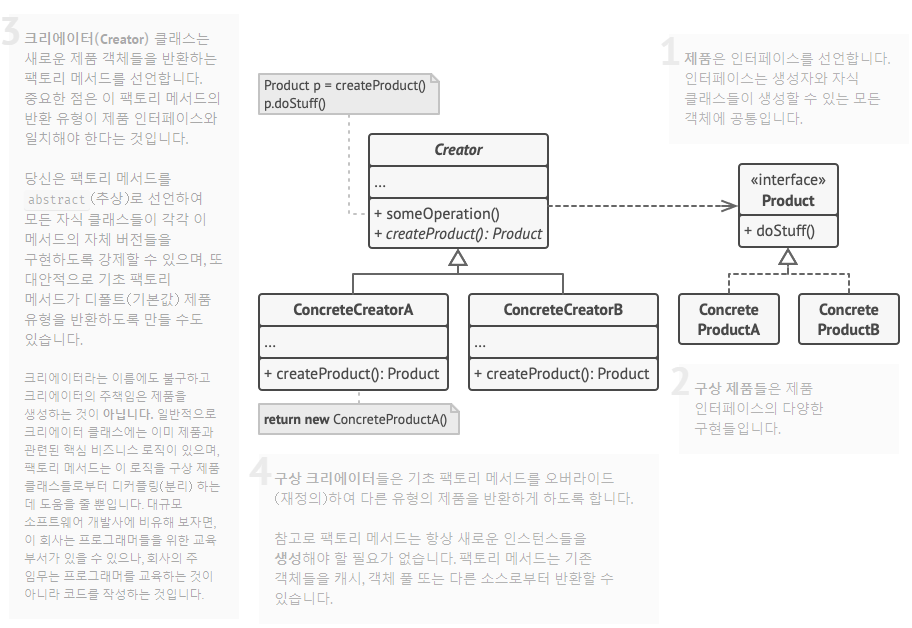 3
크리에이터(Creator) 클래스는
새로운 제품 객체들을 반환하는
팩토리 메서드를 선언합니다.
중요한 점은 이 팩토리 메서드의
반환 유형이 제품 인터페이스와
일치해야 한다는 것입니다.
당신은 팩토리 메서드를
abstract (추상)로 선언하여
모든 자식 클래스들이 각각 이
메서드의 자체 버전들을
구현하도록 강제할 수 있으며, 또
대안적으로 기초 팩토리
메서드가 디폴트(기본값) 제품
유형을 반환하도록 만들 수도
있습니다.
크리에이터라는 이름에도 불구하고
크리에이터의 주책임은 제품을
생성하는 것이 아닙니다. 일반적으로
크리에이터 클래스에는 이미 제품과
관련된 핵심 비즈니스 로직이 있으며,
팩토리 메서드는 이 로직을 구상 제품
클래스들로부터 디커플링(분리) 하는
데 도움을 줄 뿐입니다. 대규모
소프트웨어 개발사에 비유해 보자면,
이 회사는 프로그래머들을 위한 교육
부서가 있을 수 있으나, 회사의 주
임무는 프로그래머를 교육하는 것이
아니라 코드를 작성하는 것입니다.
Product p = createProduct()
p.doStuff()
Creator
...
+ someOperation()
+ createProduct(): Product
ConcreteCreatorA
...
+ createProduct(): Product
ConcreteCreatorB
...
+ createProduct(): Product
return new ConcreteProductA()
1
제품은 인터페이스를 선언합니다.
인터페이스는 생성자와 자식
클래스들이 생성할 수 있는 모든
객체에 공통입니다.
«interface»
Product
+ doStuff()
Concrete
ProductA
Concrete
ProductB
2
구상 제품들은 제품
인터페이스의 다양한
구현들입니다.
4
구상 크리에이터들은 기초 팩토리 메서드를 오버라이드
(재정의)하여 다른 유형의 제품을 반환하게 하도록 합니다.
참고로 팩토리 메서드는 항상 새로운 인스턴스들을
생성해야 할 필요가 없습니다. 팩토리 메서드는 기존
객체들을 캐시, 객체 풀 또는 다른 소스로부터 반환할 수
있습니다.